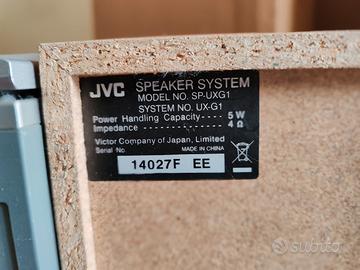 JVC SPEAKER SYSTEM
MODEL NO. SP-UXG1
SYSTEM NO. UX-G1
Power Handling Capacity---- 5 W
Impedance ---------------- 4 Ω
Victor Company of Japan, Limited
Serial No. MADE IN CHINA
14027F EE
subito